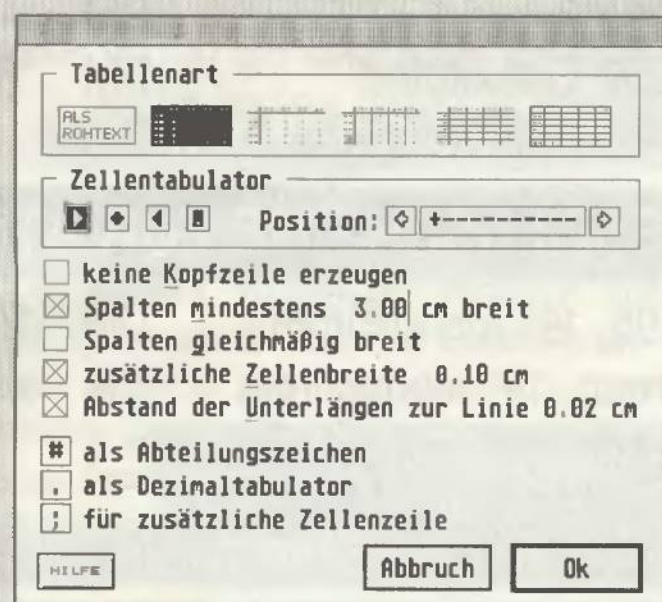 Tabellenart
ALS
ROHTEXT
Zellentabulator
Position: +----------
keine Kopfzeile erzeugen
Spalten mindestens 3.00 cm breit
Spalten gleichmäßig breit
zusätzliche Zellenbreite 0.10 cm
Abstand der Unterlängen zur Linie 0.02 cm
# als Abteilungszeichen
. als Dezimaltabulator
; für zusätzliche Zellenzeile
HILFE Abbruch Ok